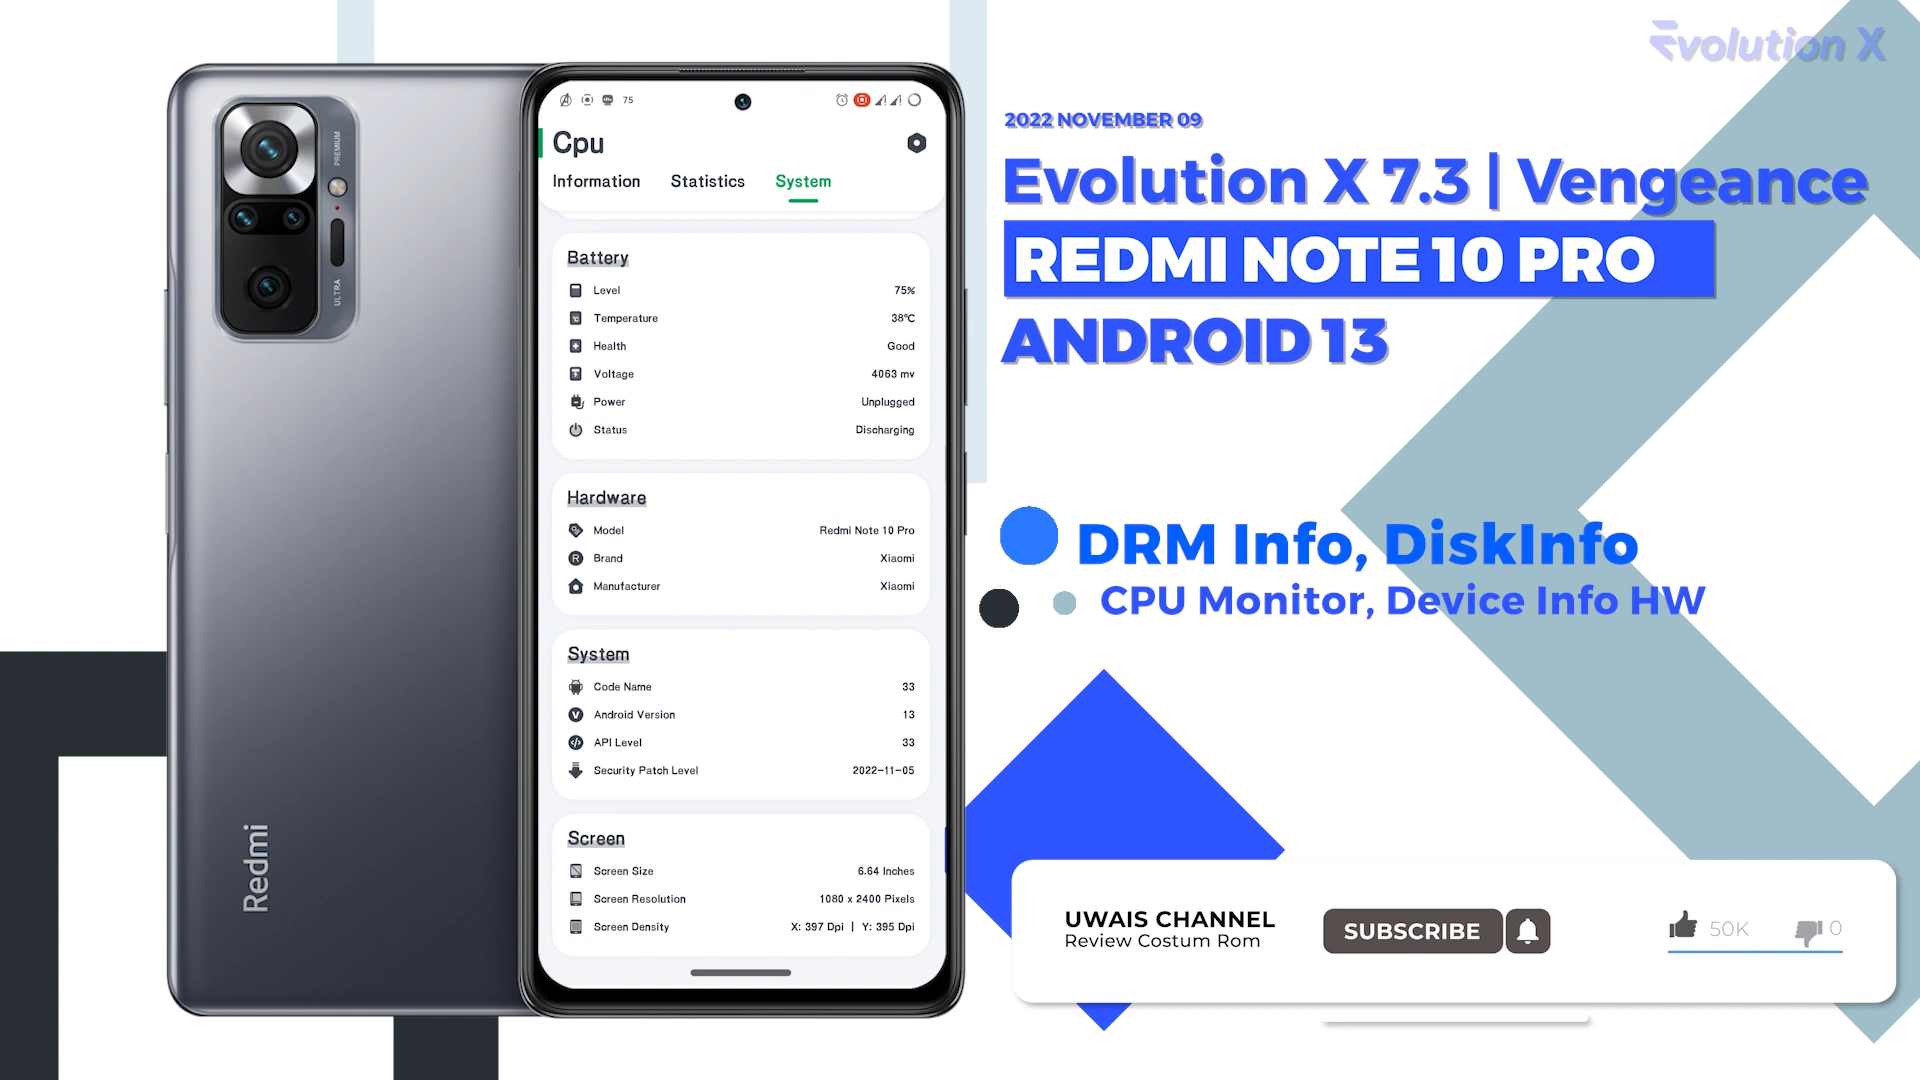 Evolution X
2022 NOVEMBER 09
Evolution X 7.3 | Vengeance
REDMI NOTE 10 PRO
ANDROID 13
PREMIUM
ULTRA
Redmi
75
Cpu
Information Statistics System
Battery
Level 75%
Temperature 38°C
Health Good
Voltage 4063 mv
Power Unplugged
Status Discharging
Hardware
Model Redmi Note 10 Pro
Brand Xiaomi
Manufacturer Xiaomi
System
Code Name 33
Android Version 13
API Level 33
Security Patch Level 2022-11-05
Screen
Screen Size 6.64 Inches
Screen Resolution 1080 x 2400 Pixels
Screen Density X: 397 Dpi | Y: 395 Dpi
DRM Info, DiskInfo
CPU Monitor, Device Info HW
UWAIS CHANNEL
Review Costum Rom
SUBSCRIBE
50K 0